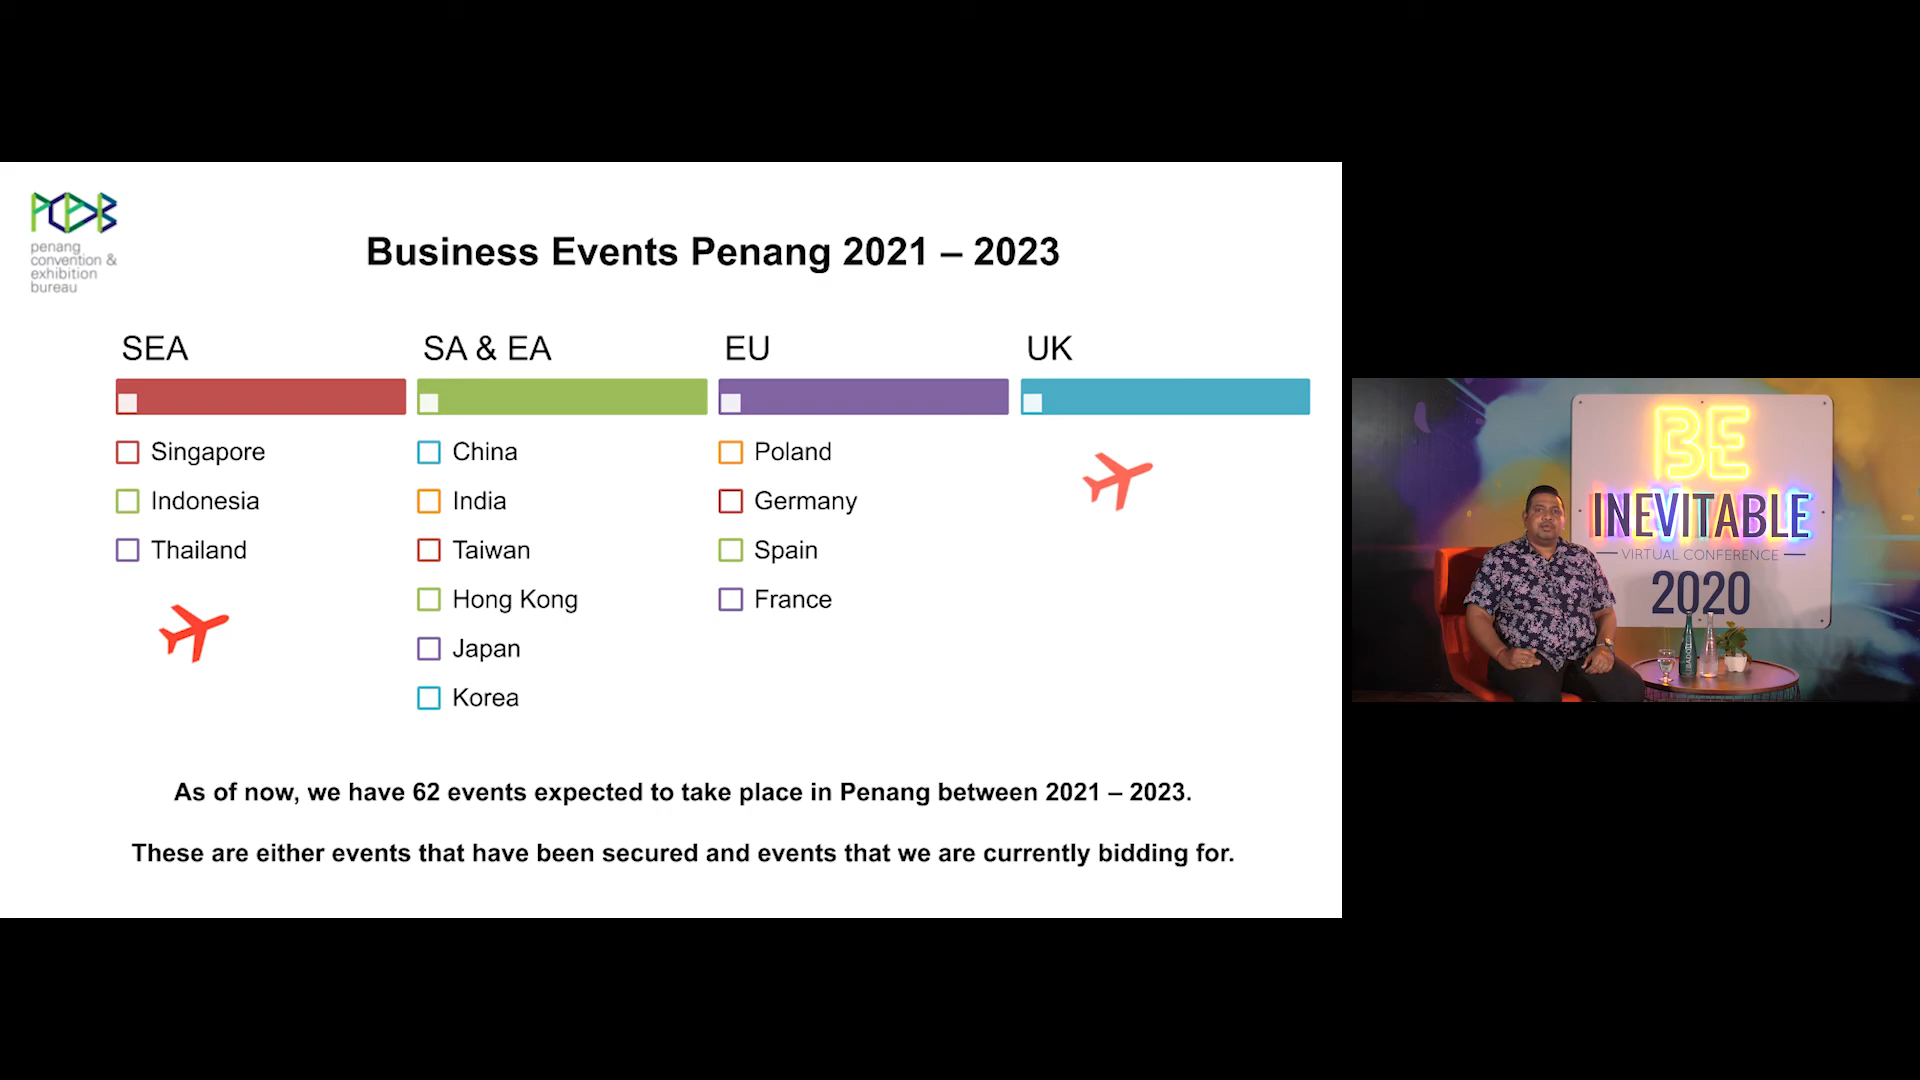 PCEB
penang
convention &
exhibition
bureau
Business Events Penang 2021 – 2023
SEA
Singapore
Indonesia
Thailand
SA & EA
China
India
Taiwan
Hong Kong
Japan
Korea
EU
Poland
Germany
Spain
France
UK
As of now, we have 62 events expected to take place in Penang between 2021 – 2023.
These are either events that have been secured and events that we are currently bidding for.
BE
INEVITABLE
VIRTUAL CONFERENCE
2020